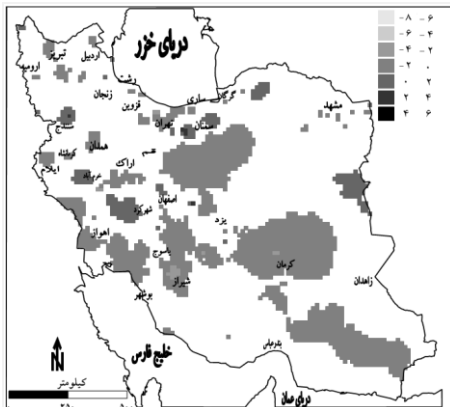 دریای خزر
-۸ -۶
-۶ -۴
-۴ -۲
-۲ ۰
۰ ۲
۲ ۴
۴ ۶
تبریز
اردبیل
ارومیه
رشت
زنجان
قزوین
گرگان
ساری
مشهد
تهران
سمنان
سنندج
همدان
کرمانشاه
قم
اراک
ایلام
خرم آباد
اصفهان
شهرکرد
یزد
اهواز
یاسوج
کرمان
زاهدان
شیراز
بوشهر
بندرعباس
خلیج فارس
دریای عمان
N
کیلومتر